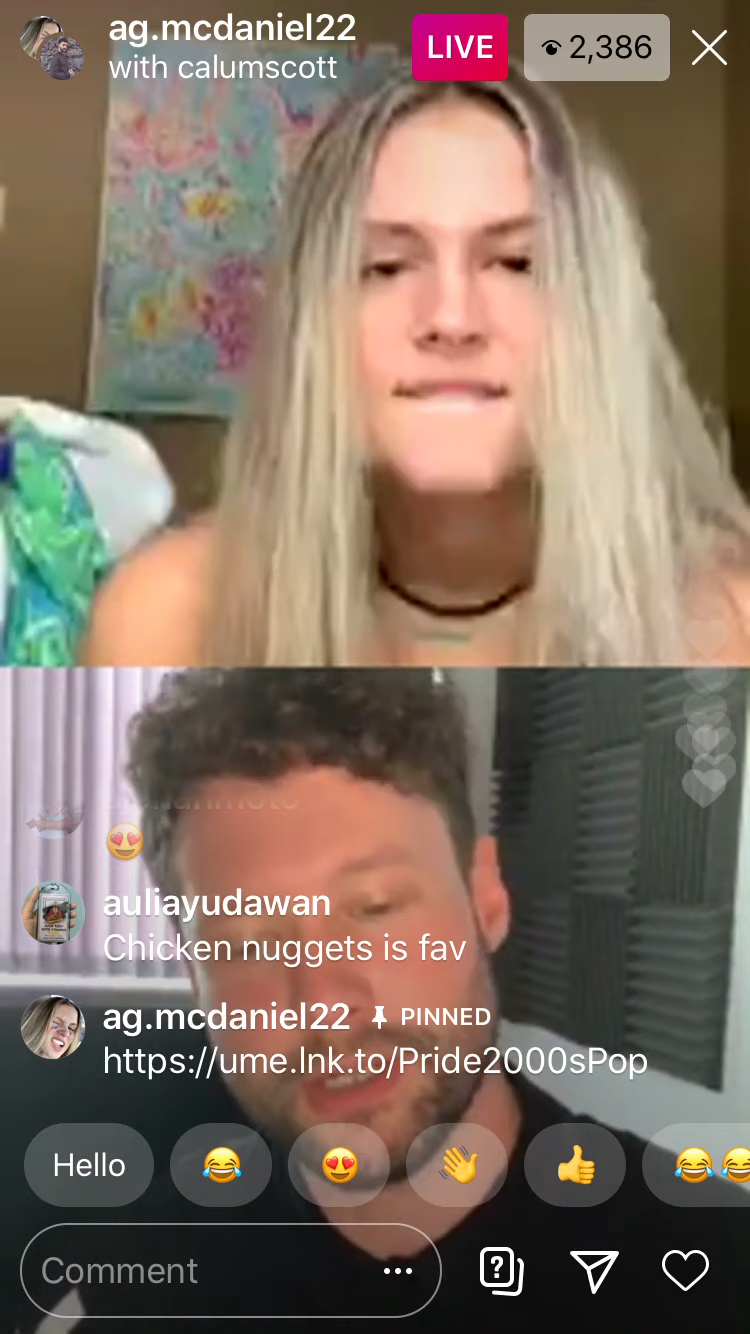 ag.mcdaniel22
with calumscott
LIVE
2,386
😍
auliayudawan
Chicken nuggets is fav
ag.mcdaniel22 PINNED
https://ume.lnk.to/Pride2000sPop
Hello 😂 😍 👋 👍 😂😂
Comment